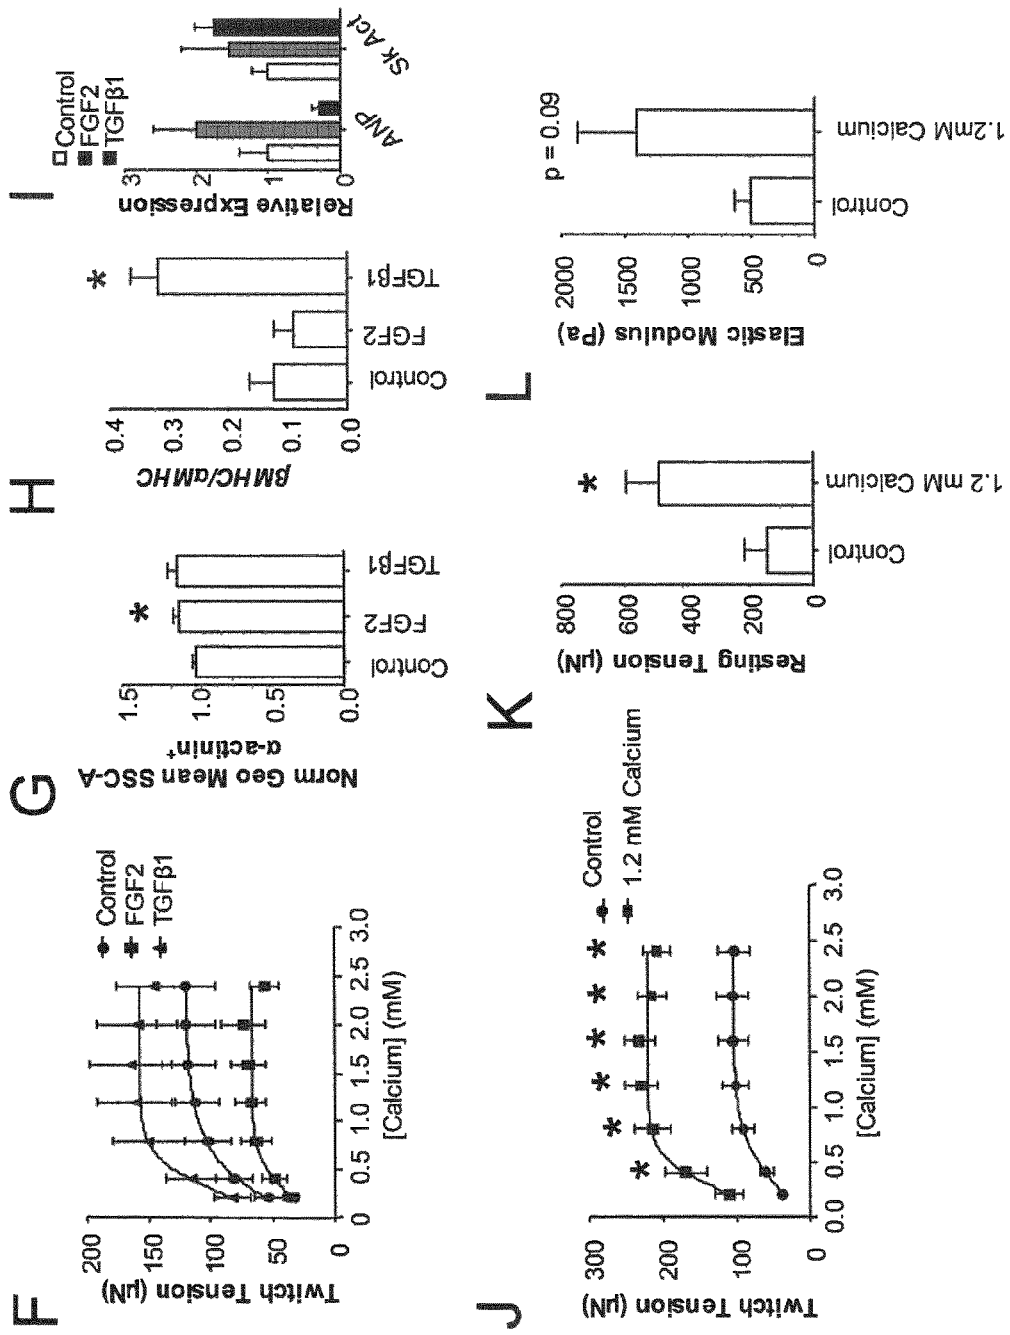 F
Twitch Tension (µN)
200
150
100
50
0
0
0.5
1.0
1.5
2.0
2.5
3.0
[Calcium] (mM)
Control
FGF2
TGFβ1
G
Norm Geo Mean SSC-A
α-actinin+
1.5
1.0
0.5
0.0
*
Control
FGF2
TGFβ1
H
βMHC/αMHC
0.4
0.3
0.2
0.1
0.0
*
Control
FGF2
TGFβ1
I
Relative Expression
3
2
1
0
Control
FGF2
TGFβ1
ANP
Sk Act
J
Twitch Tension (µN)
300
200
100
0
0.0
0.5
1.0
1.5
2.0
2.5
3.0
[Calcium] (mM)
* * * * * *
Control
1.2 mM Calcium
K
Resting Tension (µN)
800
600
400
200
0
*
Control
1.2 mM Calcium
L
Elastic Modulus
(Pa)
2000
1500
1000
500
0
p = 0.09
Control
1.2mM Calcium